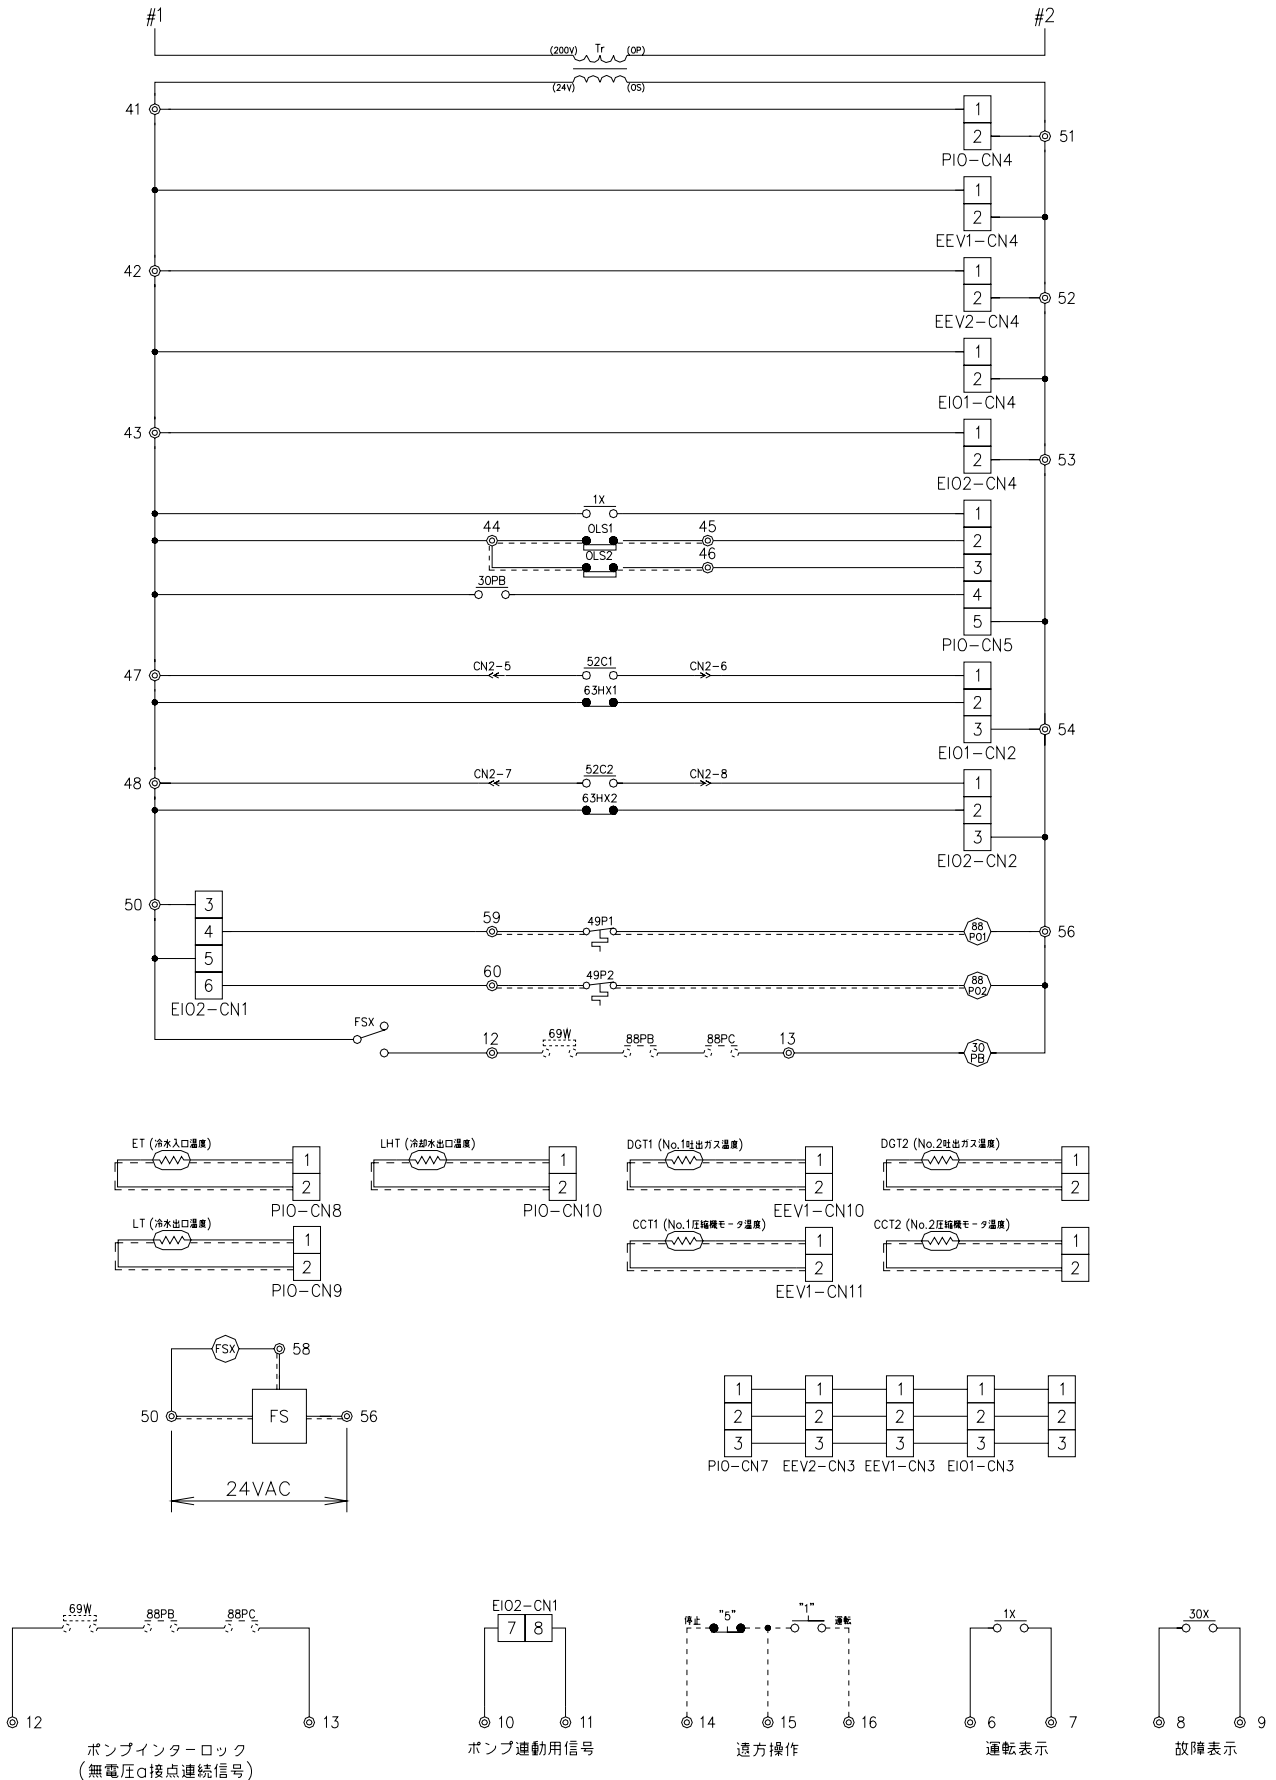 #1 #2
(200V) Tr (0P)
(24V) (0S)
41 1
2 51
PIO-CN4
1
2
EEV1-CN4
42 1
2 52
EEV2-CN4
1
2
EIO1-CN4
43 1
2 53
EIO2-CN4
1X 1
44 OLS1 45 2
OLS2 46 3
30PB 4
5
PIO-CN5
47 CN2-5 52C1 CN2-6 1
63HX1 2
3 54
EIO1-CN2
48 CN2-7 52C2 CN2-8 1
63HX2 2
3
EIO2-CN2
50 3
4 59 49P1 88P01 56
5
6 60 49P2 88P02
EIO2-CN1
FSX 12 69W 88PB 88PC 13 30PB
ET (冷水入口温度) 1 2 PIO-CN8
LHT (冷却水出口温度) 1 2 PIO-CN10
DGT1 (No.1吐出ガス温度) 1 2 EEV1-CN10
DGT2 (No.2吐出ガス温度) 1 2
LT (冷水出口温度) 1 2 PIO-CN9
CCT1 (No.1圧縮機モータ温度) 1 2 EEV1-CN11
CCT2 (No.2圧縮機モータ温度) 1 2
FSX 58
50 FS 56
24VAC
1 1 1 1 1
2 2 2 2 2
3 3 3 3 3
PIO-CN7 EEV2-CN3 EEV1-CN3 EIO1-CN3
69W 88PB 88PC
12 13
ポンプインターロック
(無電圧a接点連続信号)
EIO2-CN1
7 8
10 11
ポンプ連動用信号
停止 "5" "1" 運転
14 15 16
遠方操作
1X
6 7
運転表示
30X
8 9
故障表示